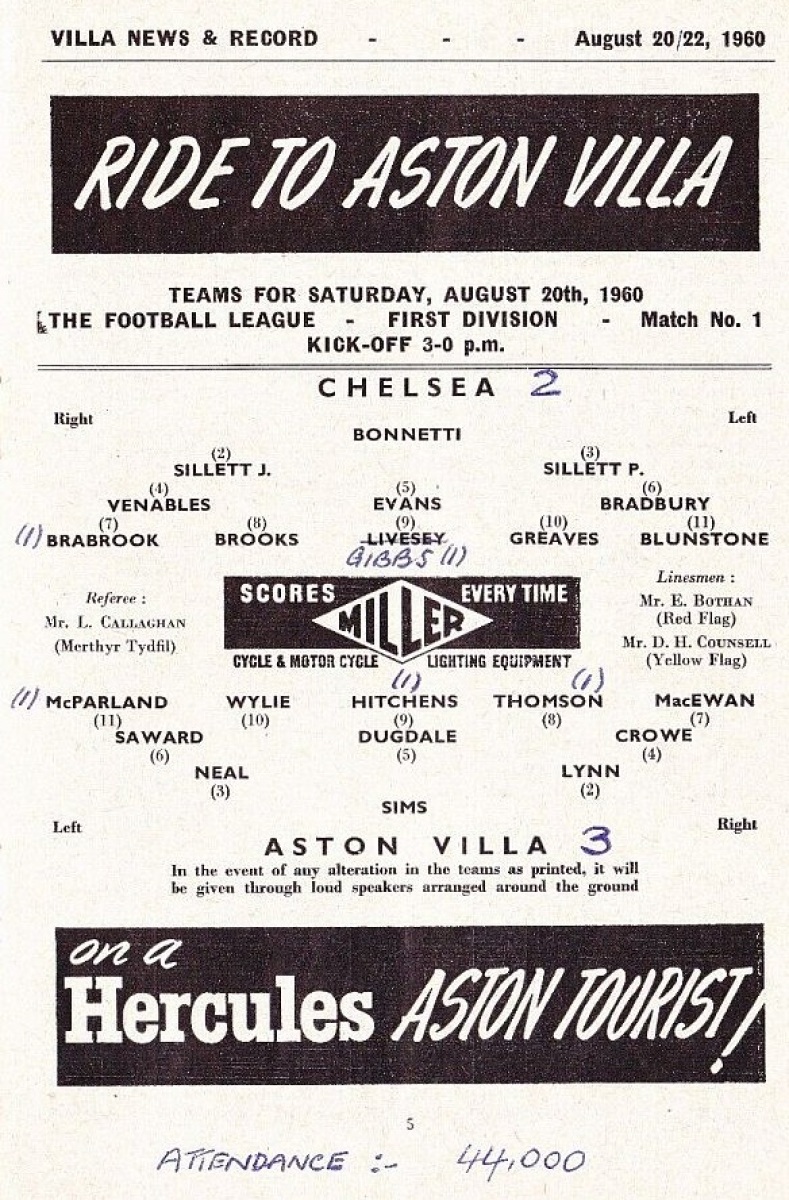 VILLA NEWS & RECORD - - - August 20/22, 1960
RIDE TO ASTON VILLA
TEAMS FOR SATURDAY, AUGUST 20th, 1960
THE FOOTBALL LEAGUE - FIRST DIVISION - Match No. 1
KICK-OFF 3-0 p.m.
CHELSEA 2
Right Left
BONNETTI
(2) (3)
SILLETT J. SILLETT P.
(4) (5) (6)
VENABLES EVANS BRADBURY
(7) (8) (9) (10) (11)
(1) BRABROOK BROOKS LIVESEY GREAVES BLUNSTONE
GIBBS (1)
Referee :
Mr. L. CALLAGHAN
(Merthyr Tydfil)
SCORES EVERY TIME
MILLER
CYCLE & MOTOR CYCLE LIGHTING EQUIPMENT
Linesmen :
Mr. E. BOTHAN
(Red Flag)
Mr. D. H. COUNSELL
(Yellow Flag)
(1) (1)
(1) McPARLAND WYLIE HITCHENS THOMSON MacEWAN
(11) (10) (9) (8) (7)
SAWARD DUGDALE CROWE
(6) (5) (4)
NEAL LYNN
(3) (2)
SIMS
Left Right
ASTON VILLA 3
In the event of any alteration in the teams as printed, it will
be given through loud speakers arranged around the ground
on a
Hercules ASTON TOURIST!
5
ATTENDANCE :- 44,000